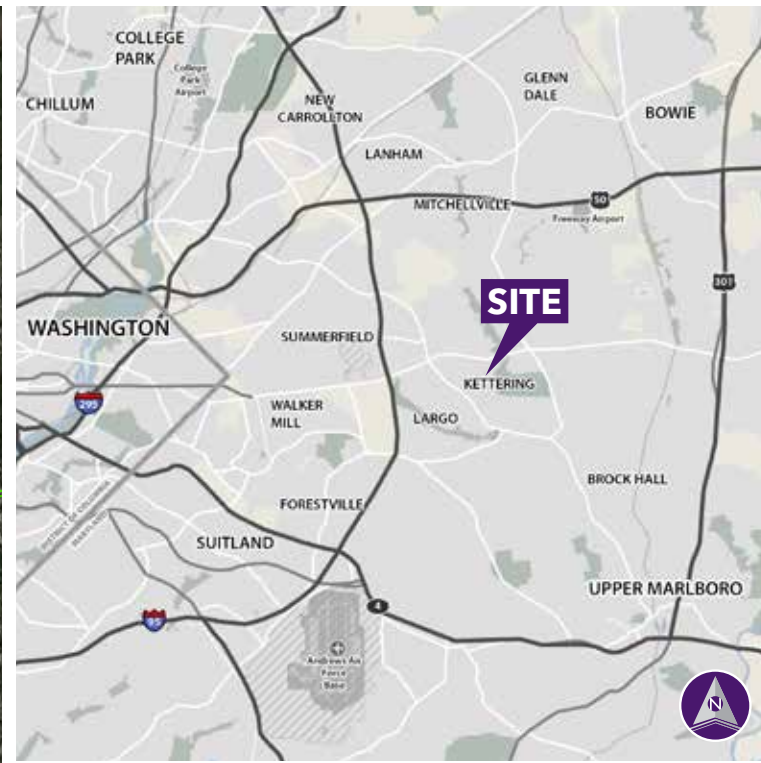 COLLEGE
PARK
College
Park
Airport
CHILLUM
GLENN
DALE
NEW
CARROLLTON
BOWIE
LANHAM
MITCHELLVILLE
50
Freeway Airport
301
SITE
WASHINGTON
SUMMERFIELD
KETTERING
295
WALKER
MILL
LARGO
BROCK HALL
FORESTVILLE
DISTRICT OF COLUMBIA
MARYLAND
SUITLAND
UPPER MARLBORO
4
95
Andrews Air
Force
Base
N